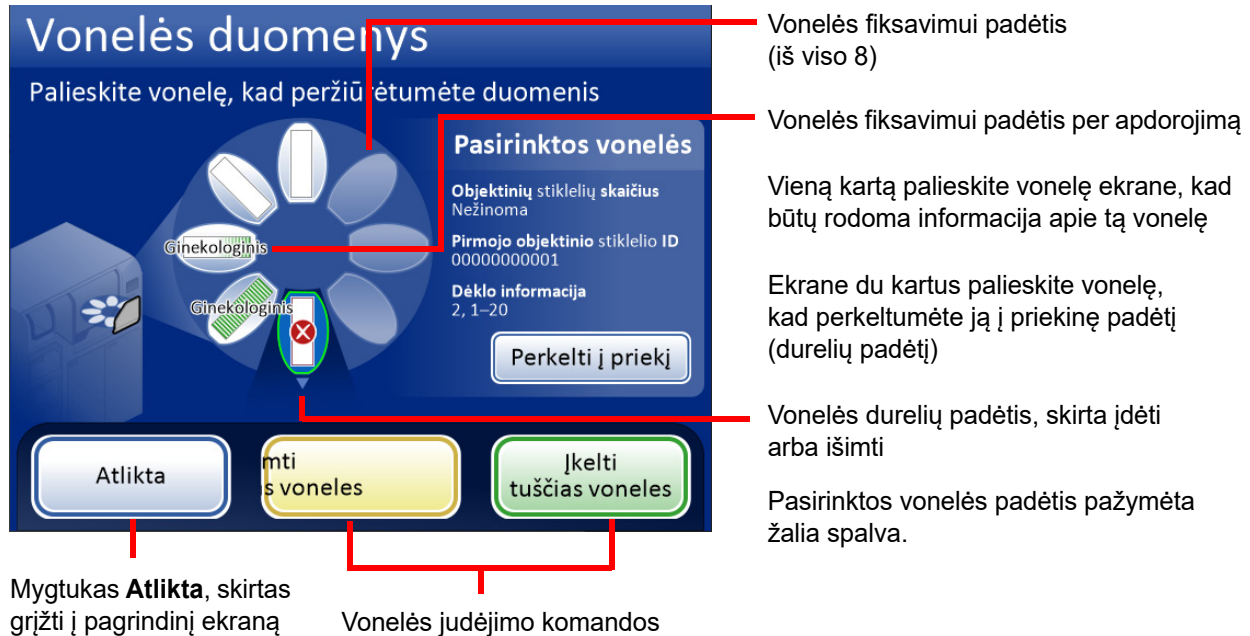 Vonelės duomenys
Palieskite vonelę, kad peržiūrėtumėte duomenis
Ginekologinis
Ginekologinis
Pasirinktos vonelės
Objektinių stiklelių skaičius
Nežinoma
Pirmojo objektinio stiklelio ID
00000000001
Dėklo informacija
2, 1–20
Perkelti į priekį
Atlikta
mti
s voneles
Įkelti
tuščias voneles
Vonelės fiksavimui padėtis
(iš viso 8)
Vonelės fiksavimui padėtis per apdorojimą
Vieną kartą palieskite vonelę ekrane, kad
būtų rodoma informacija apie tą vonelę
Ekrane du kartus palieskite vonelę,
kad perkeltumėte ją į priekinę padėtį
(durelių padėtį)
Vonelės durelių padėtis, skirta įdėti
arba išimti
Pasirinktos vonelės padėtis pažymėta
žalia spalva.
Mygtukas Atlikta, skirtas
grįžti į pagrindinį ekraną
Vonelės judėjimo komandos